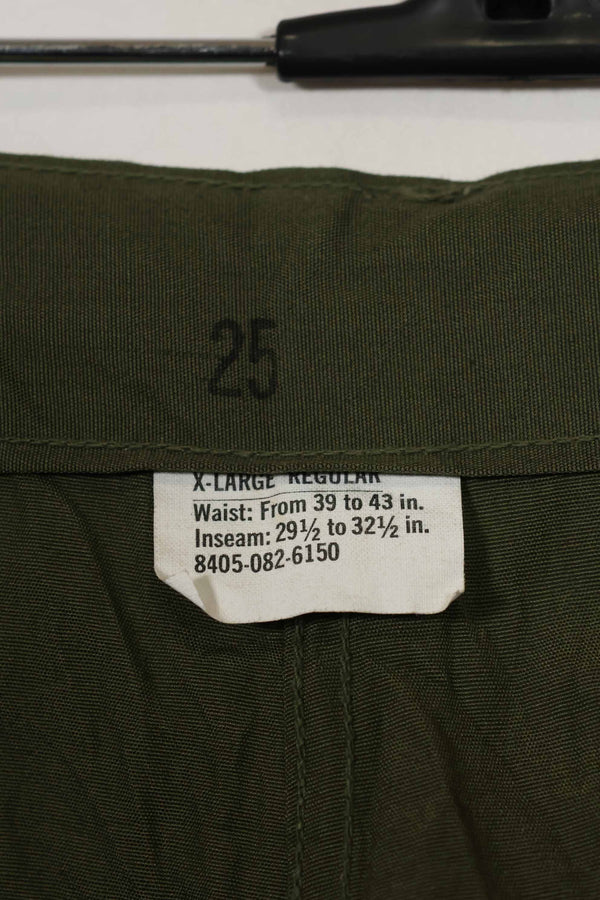 25
X-LARGE REGULAR
Waist: From 39 to 43 in.
Inseam: 29½ to 32½ in.
8405-082-6150